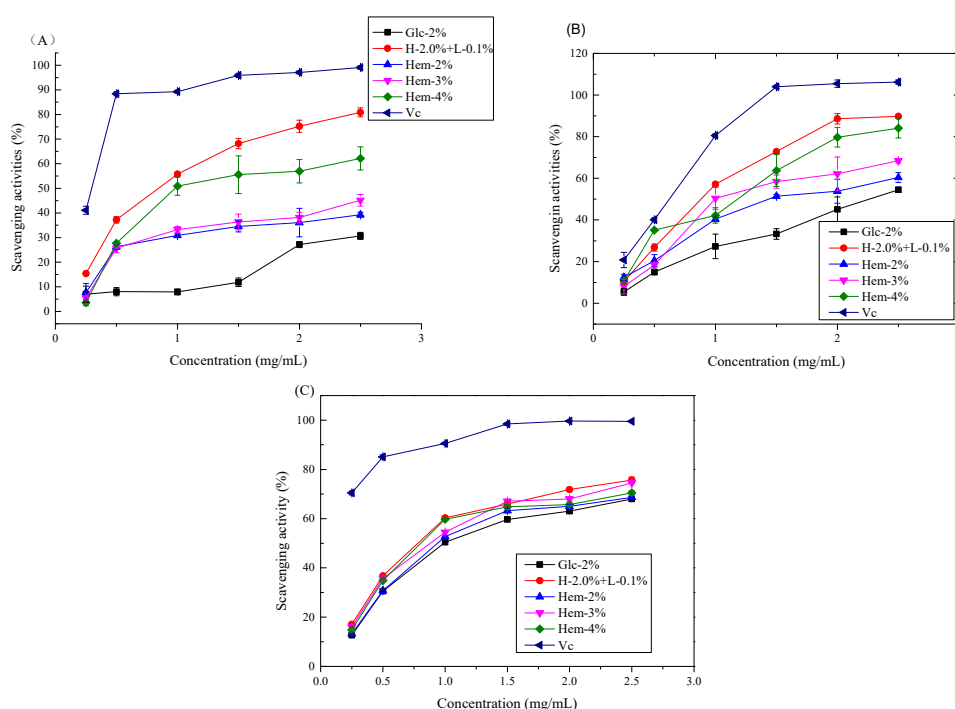 (A)
Scavenging activities (%)
100
90
80
70
60
50
40
30
20
10
0
0
1
2
3
Concentration (mg/mL)
Glc-2%
H-2.0%+L-0.1%
Hem-2%
Hem-3%
Hem-4%
Vc
(B)
Scavengin activities (%)
120
100
80
60
40
20
0
0
1
2
Concentration (mg/mL)
Glc-2%
H-2.0%+L-0.1%
Hem-2%
Hem-3%
Hem-4%
Vc
(C)
Scavenging activity (%)
100
80
60
40
20
0
0.0
0.5
1.0
1.5
2.0
2.5
3.0
Concentration (mg/mL)
Glc-2%
H-2.0%+L-0.1%
Hem-2%
Hem-3%
Hem-4%
Vc